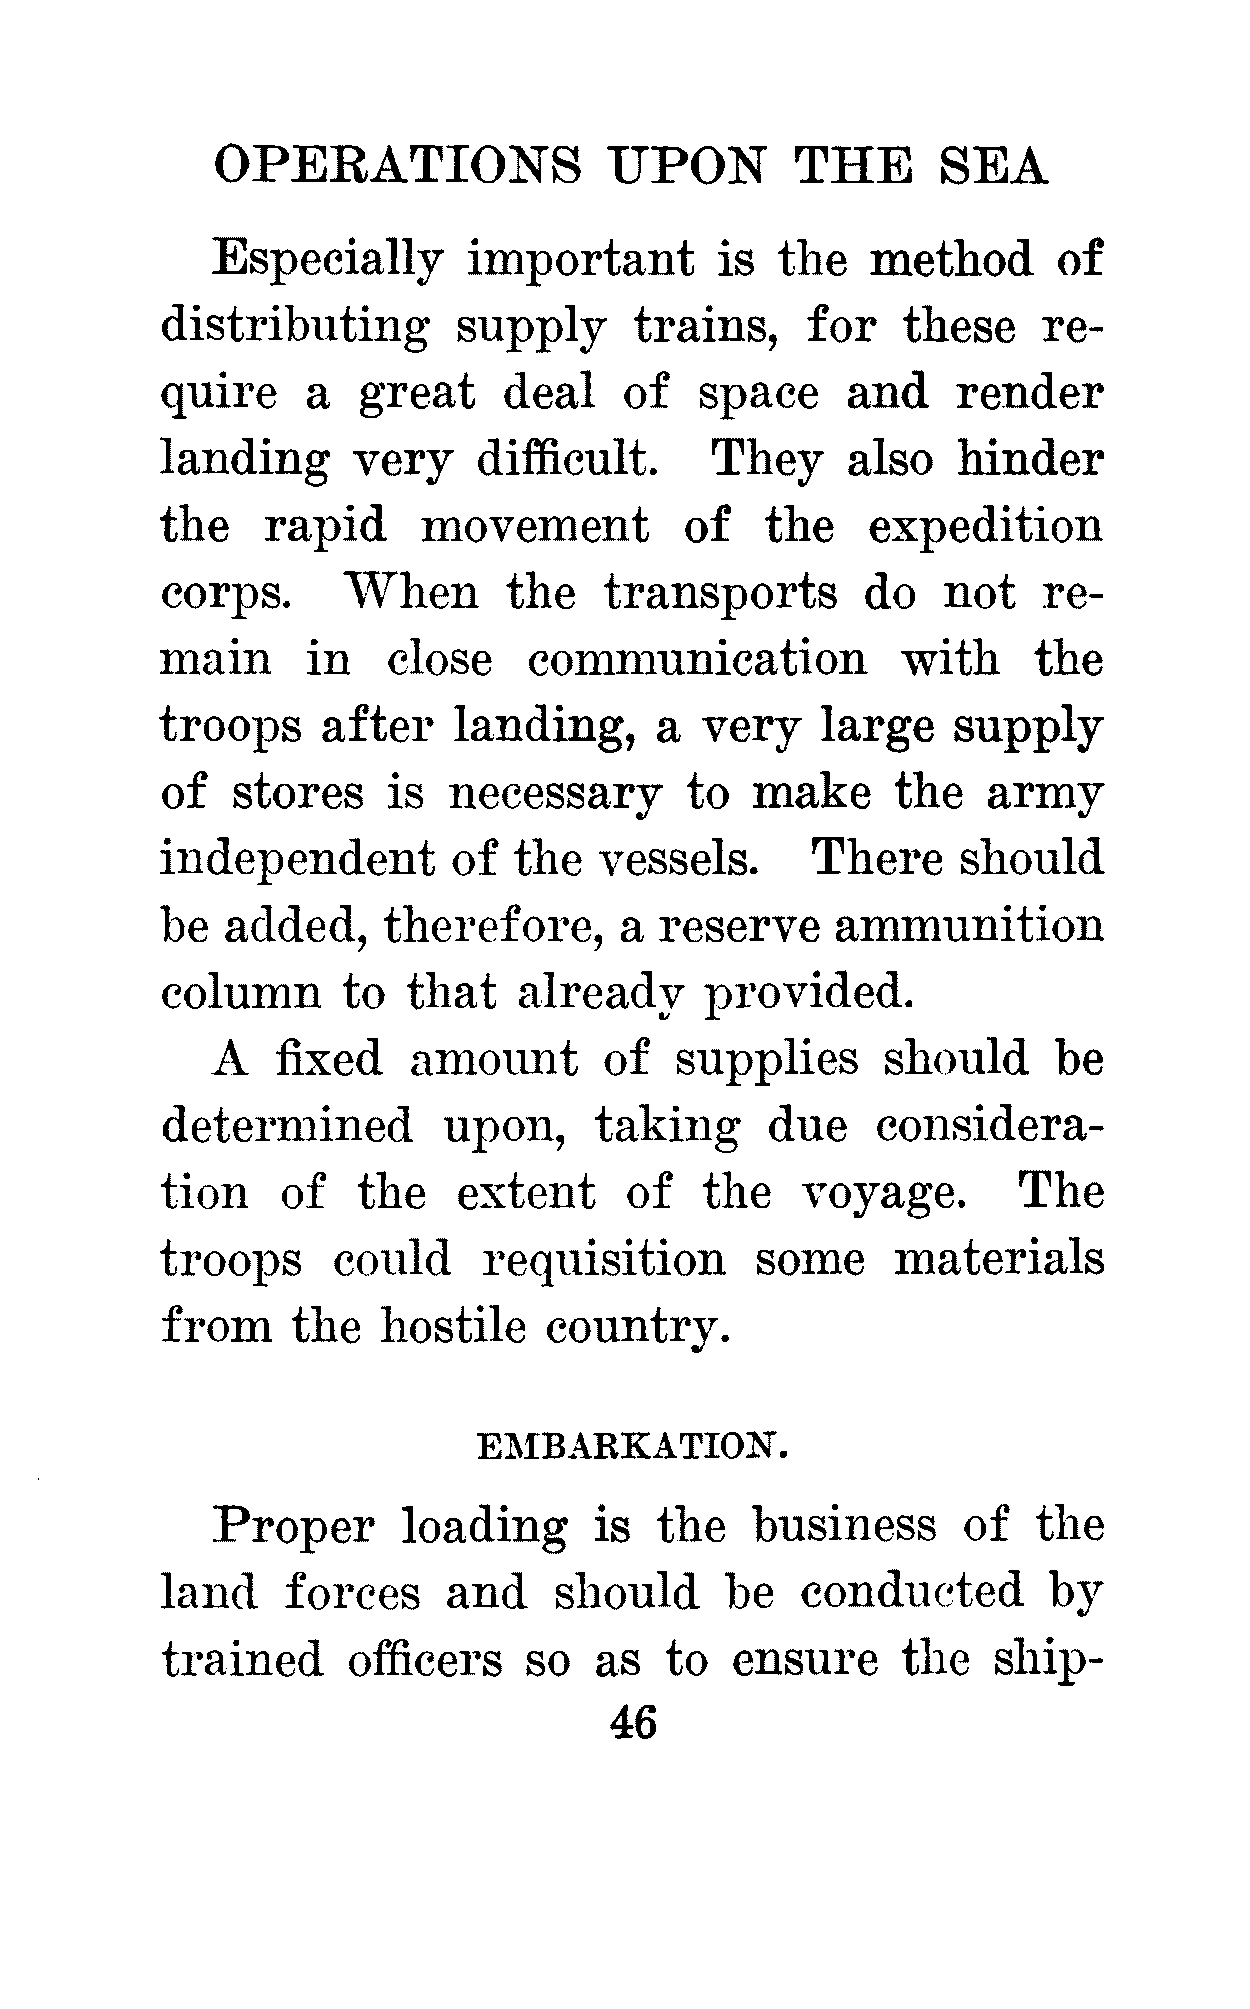 OPERATIONS UPON THE SEA
Especially important is the method of
distributing supply trains, for these re-
quire a great deal of space and render
landing very difficult. They also hinder
the rapid movement of the expedition
corps. When the transports do not re-
main in close communication with the
troops after landing, a very large supply
of stores is necessary to make the army
independent of the vessels. There should
be added, therefore, a reserve ammunition
column to that already provided.
A fixed amount of supplies should be
determined upon, taking due considera-
tion of the extent of the voyage. The
troops could requisition some materials
from the hostile country.
EMBARKATION.
Proper loading is the business of the
land forces and should be conducted by
trained officers so as to ensure the ship-
46